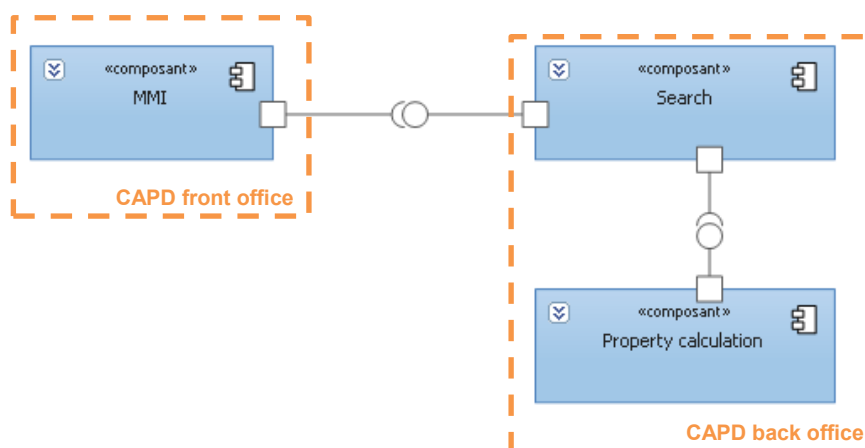 «composant»
MMI
CAPD front office
«composant»
Search
«composant»
Property calculation
CAPD back office